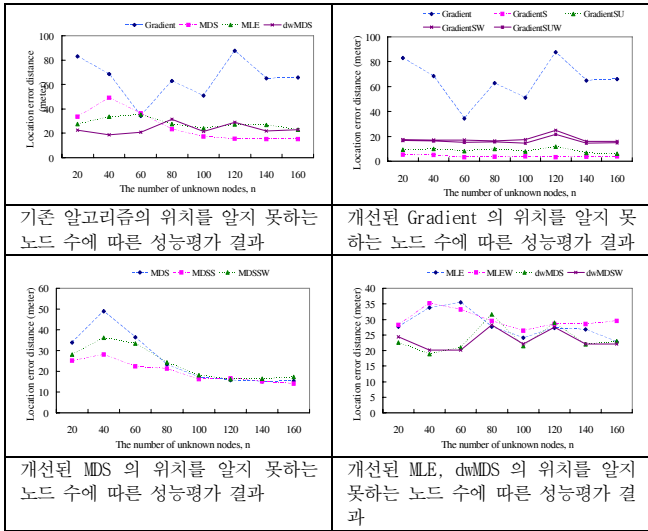 Gradient MDS MLE dwMDS
Location error distance (meter)
100
80
60
40
20
0
20 40 60 80 100 120 140 160
The number of unknown nodes, n
기존 알고리즘의 위치를 알지 못하는
노드 수에 따른 성능평가 결과
Gradient GradientS GradientSU
GradientSW GradientSUW
Location error distance (meter)
100
80
60
40
20
0
20 40 60 80 100 120 140 160
The number of unknown nodes, n
개선된 Gradient 의 위치를 알지 못
하는 노드 수에 따른 성능평가 결과
MDS MDSS MDSSW
Location error distance (meter)
60
50
40
30
20
10
0
20 40 60 80 100 120 140 160
The number of unknown nodes, n
개선된 MDS 의 위치를 알지 못하는
노드 수에 따른 성능평가 결과
MLE MLEW dwMDS dwMDSW
Location error distance (meter)
40
35
30
25
20
15
10
5
0
20 40 60 80 100 120 140 160
The number of unknown nodes, n
개선된 MLE, dwMDS 의 위치를 알지
못하는 노드 수에 따른 성능평가 결
과